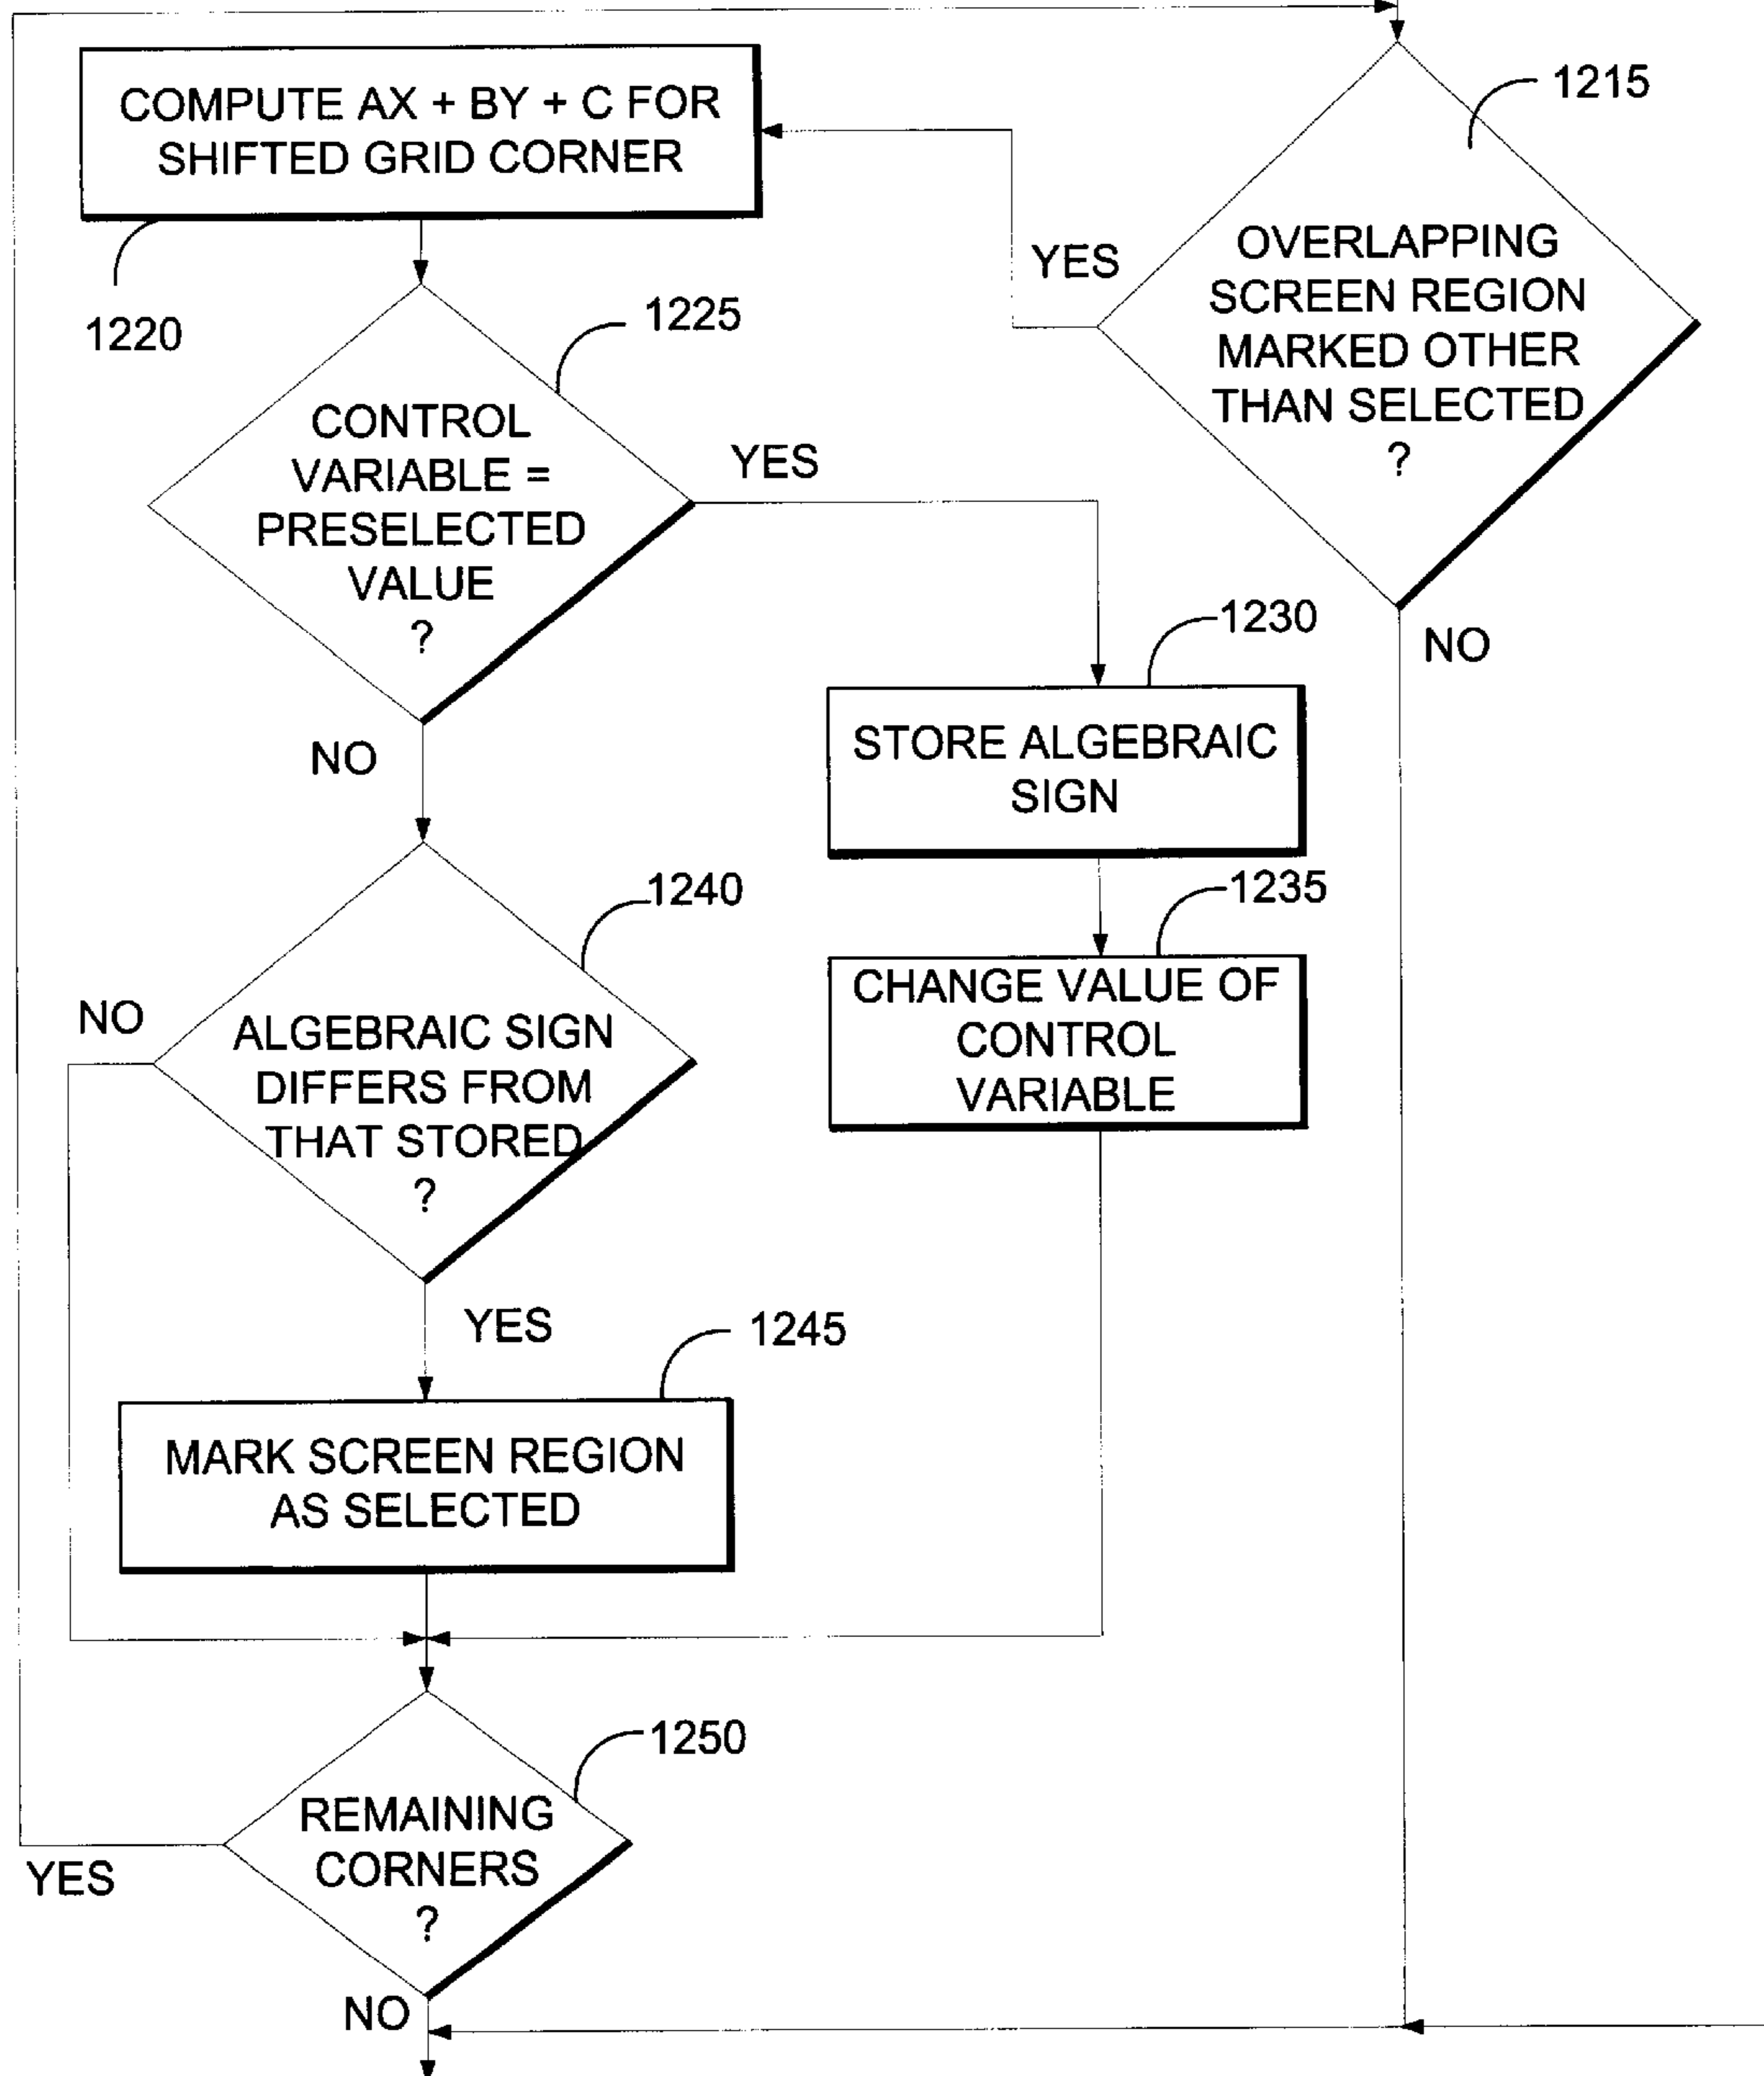 COMPUTE AX + BY + C FOR
SHIFTED GRID CORNER
1220
1215
OVERLAPPING
SCREEN REGION
MARKED OTHER
THAN SELECTED
?
YES
NO
1225
CONTROL
VARIABLE =
PRESELECTED
VALUE
?
YES
NO
1230
STORE ALGEBRAIC
SIGN
1235
CHANGE VALUE OF
CONTROL
VARIABLE
1240
ALGEBRAIC SIGN
DIFFERS FROM
THAT STORED
?
NO
YES
1245
MARK SCREEN REGION
AS SELECTED
1250
REMAINING
CORNERS
?
YES
NO